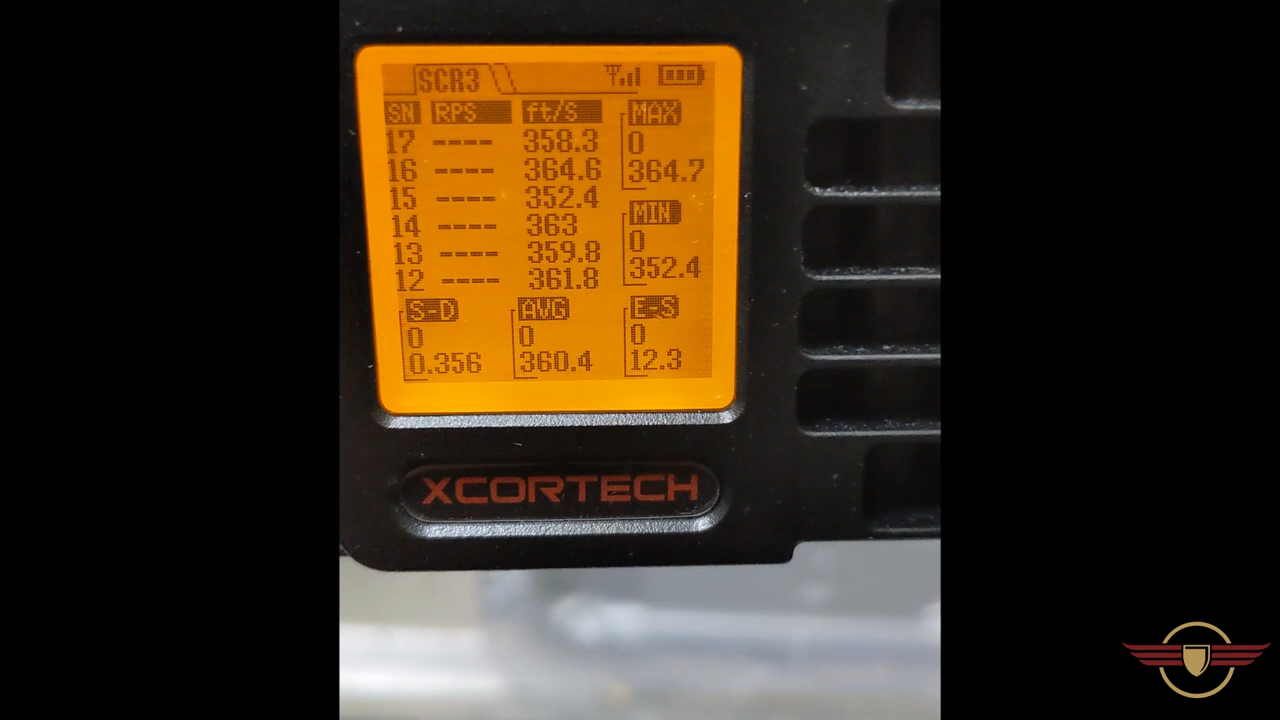 SCR3
SN RPS ft/S MAX
17 ---- 358.3 0
16 ---- 364.6 364.7
15 ---- 352.4
14 ---- 363 MIN
13 ---- 359.8 0
12 ---- 361.8 352.4
S-D AVG E-S
0 0 0
0.356 360.4 12.3
XCORTECH